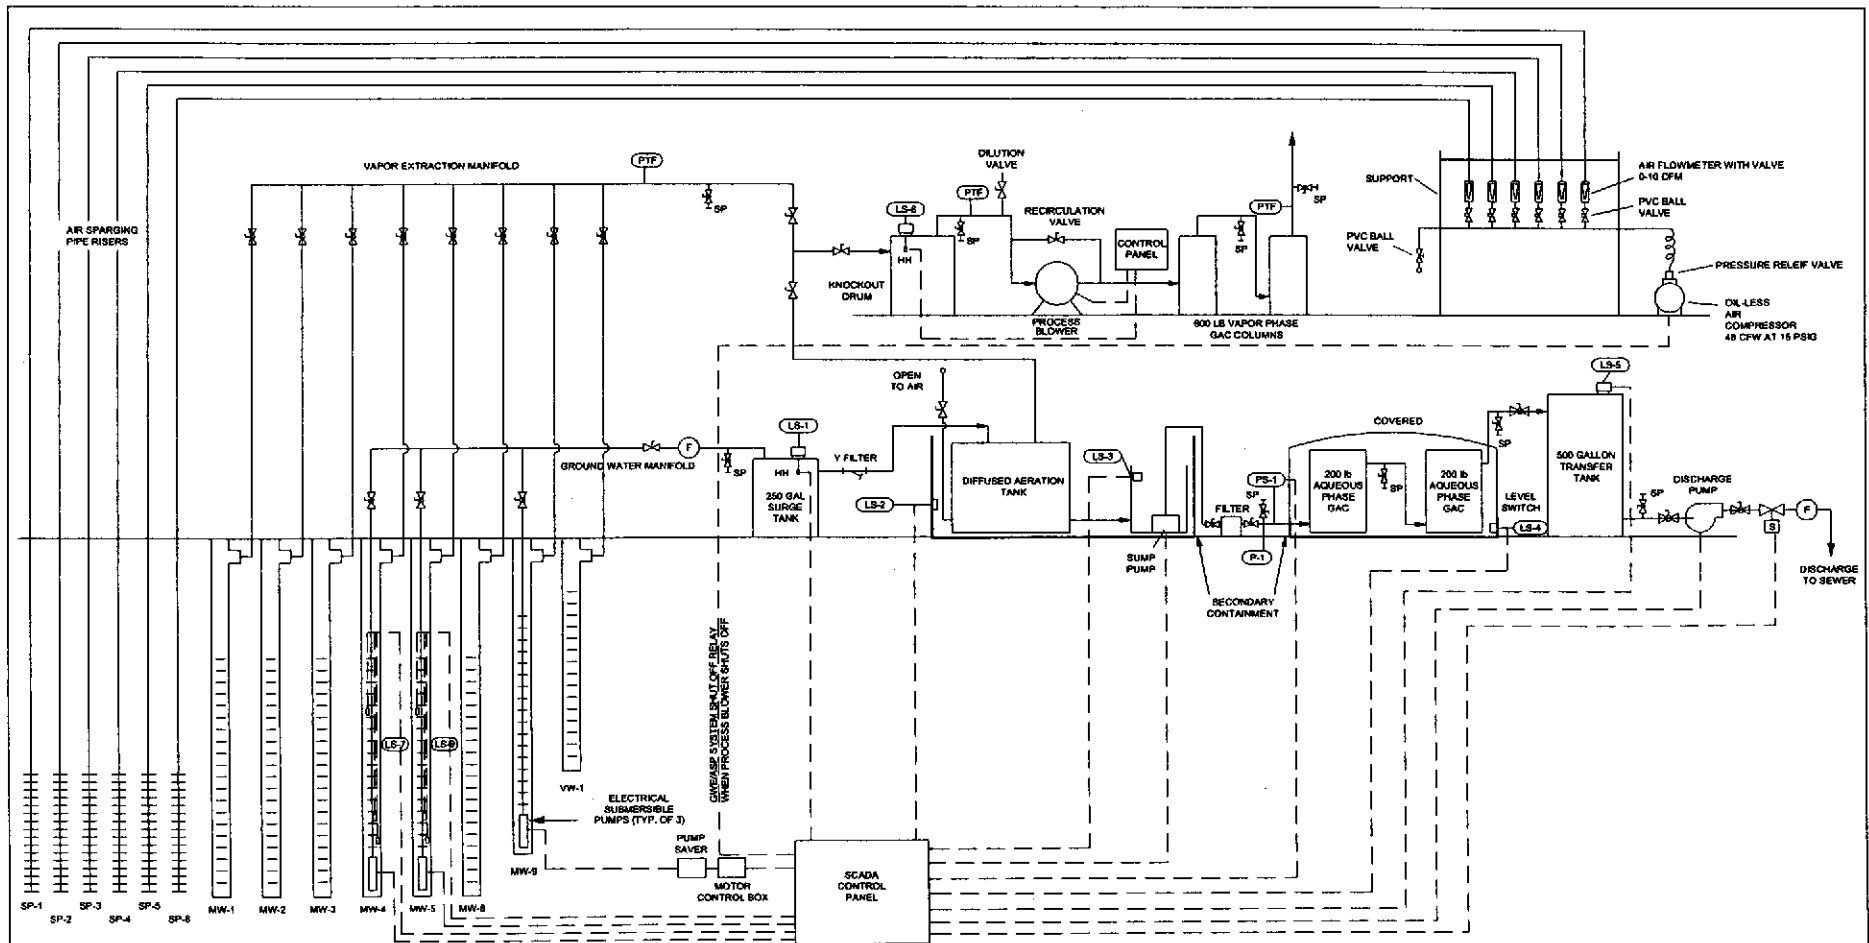 VAPOR EXTRACTION MANIFOLD
PTF
SP
AIR SPARGING
PIPE RISERS
DILUTION
VALVE
PTF
LS-6
SP
RECIRCULATION
VALVE
CONTROL
PANEL
HH
KNOCKOUT
DRUM
PROCESS
BLOWER
PTF
SP
SP
600 LB VAPOR PHASE
GAC COLUMNS
SUPPORT
AIR FLOWMETER WITH VALVE
0-10 CFM
PVC BALL
VALVE
PVC BALL
VALVE
PRESSURE RELEIF VALVE
OIL-LESS
AIR
COMPRESSOR
48 CFW AT 15 PSIG
OPEN
TO AIR
LS-1
F
GROUND WATER MANIFOLD
SP
HH
250 GAL
SURGE
TANK
Y FILTER
LS-2
DIFFUSED AERATION
TANK
LS-3
SUMP
PUMP
COVERED
PS-1
SP
FILTER
P-1
200 lb
AQUEOUS
PHASE
GAC
SP
200 lb
AQUEOUS
PHASE
GAC
SP
LEVEL
SWITCH
LS-4
LS-5
500 GALLON
TRANSFER
TANK
SP
DISCHARGE
PUMP
S
F
DISCHARGE
TO SEWER
SECONDARY
CONTAINMENT
GWE/ASP SYSTEM SHUT OFF RELAY
WHEN PROCESS BLOWER SHUTS OFF
LS-7
VW-1
ELECTRICAL
SUBMERSIBLE
PUMPS (TYP. OF 3)
PUMP
SAVER
MOTOR
CONTROL BOX
SCADA
CONTROL
PANEL
MW-9
SP-1
SP-2
SP-3
SP-4
SP-5
SP-6
MW-1
MW-2
MW-3
MW-4
MW-5
MW-8